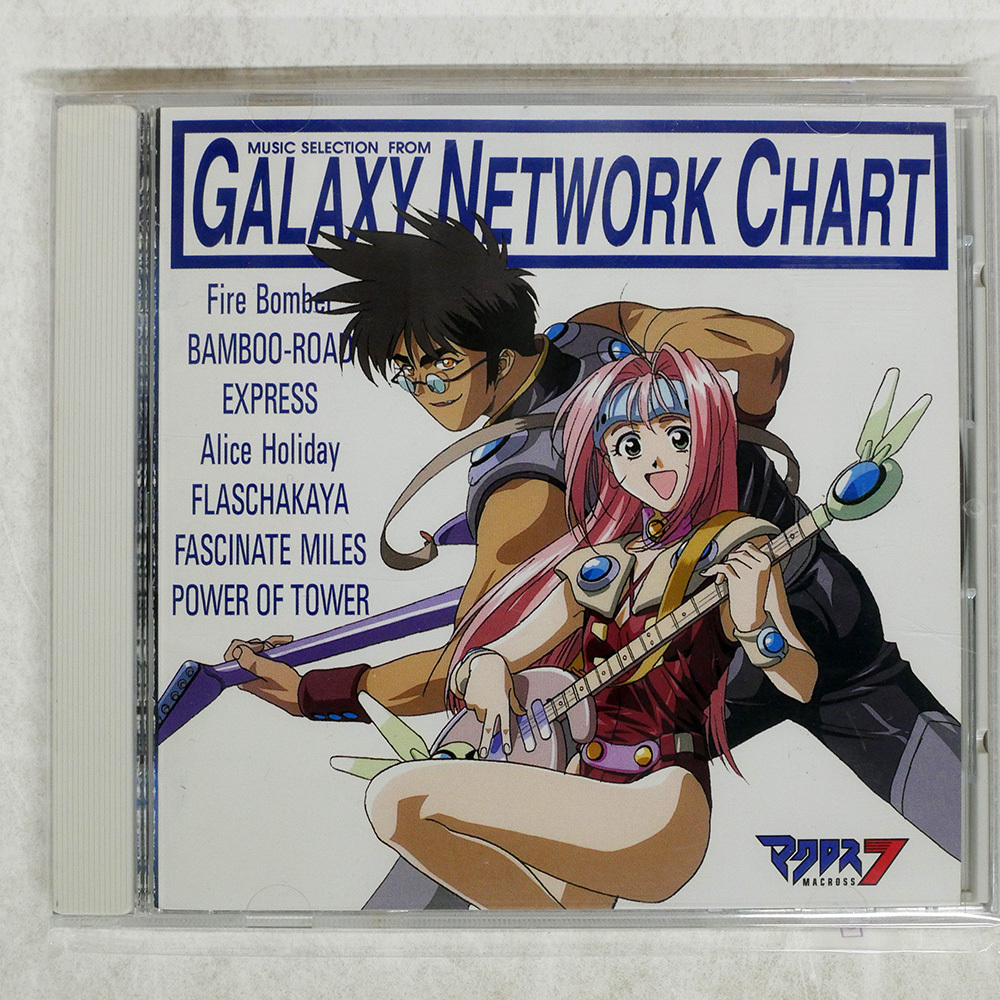 MUSIC SELECTION FROM
GALAXY NETWORK CHART
Fire Bomber
BAMBOO-ROAD
EXPRESS
Alice Holiday
FLASCHAKAYA
FASCINATE MILES
POWER OF TOWER
マクロス7
MACROSS